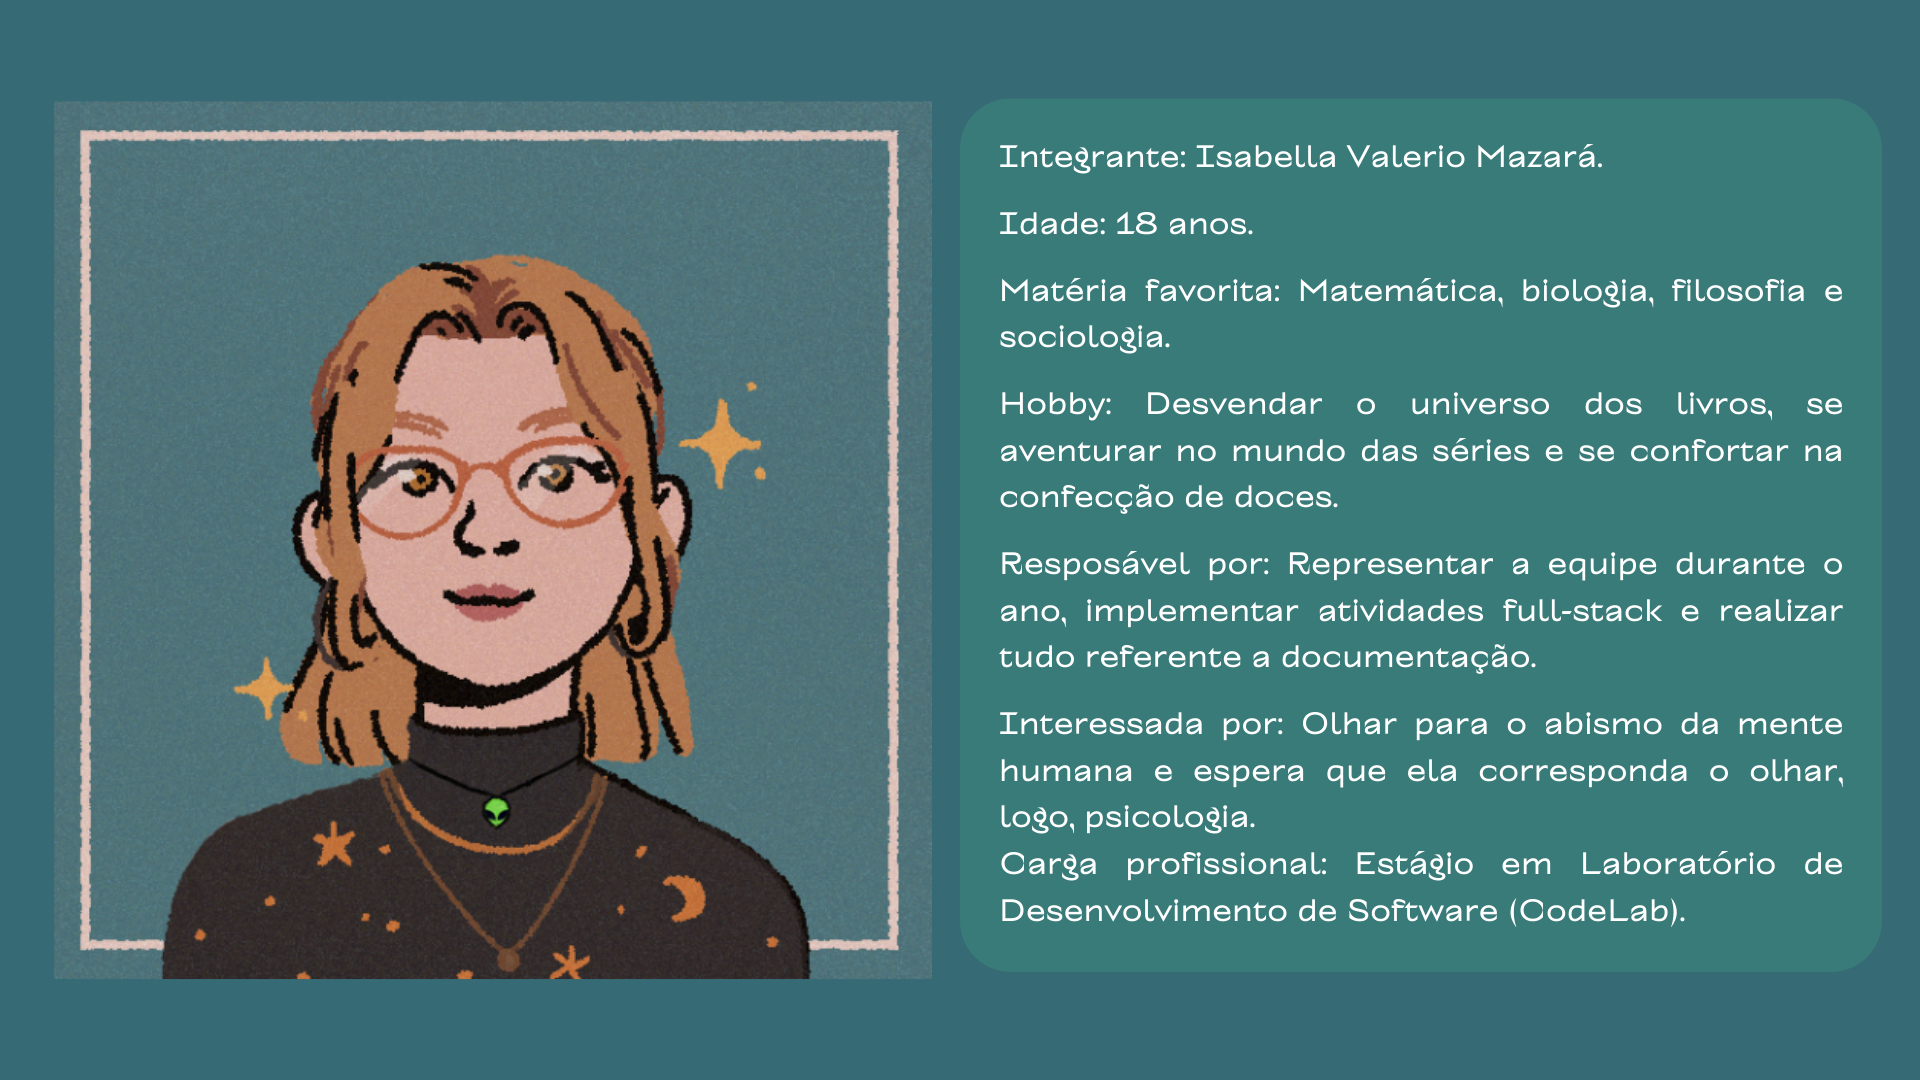 Integrante: Isabella Valerio Mazará.
Idade: 18 anos.
Matéria favorita: Matemática, biologia, filosofia e
sociologia.
Hobby: Desvendar o universo dos livros, se
aventurar no mundo das séries e se confortar na
confecção de doces.
Resposável por: Representar a equipe durante o
ano, implementar atividades full-stack e realizar
tudo referente a documentação.
Interessada por: Olhar para o abismo da mente
humana e espera que ela corresponda o olhar,
logo, psicologia.
Carga profissional: Estágio em Laboratório de
Desenvolvimento de Software (CodeLab).